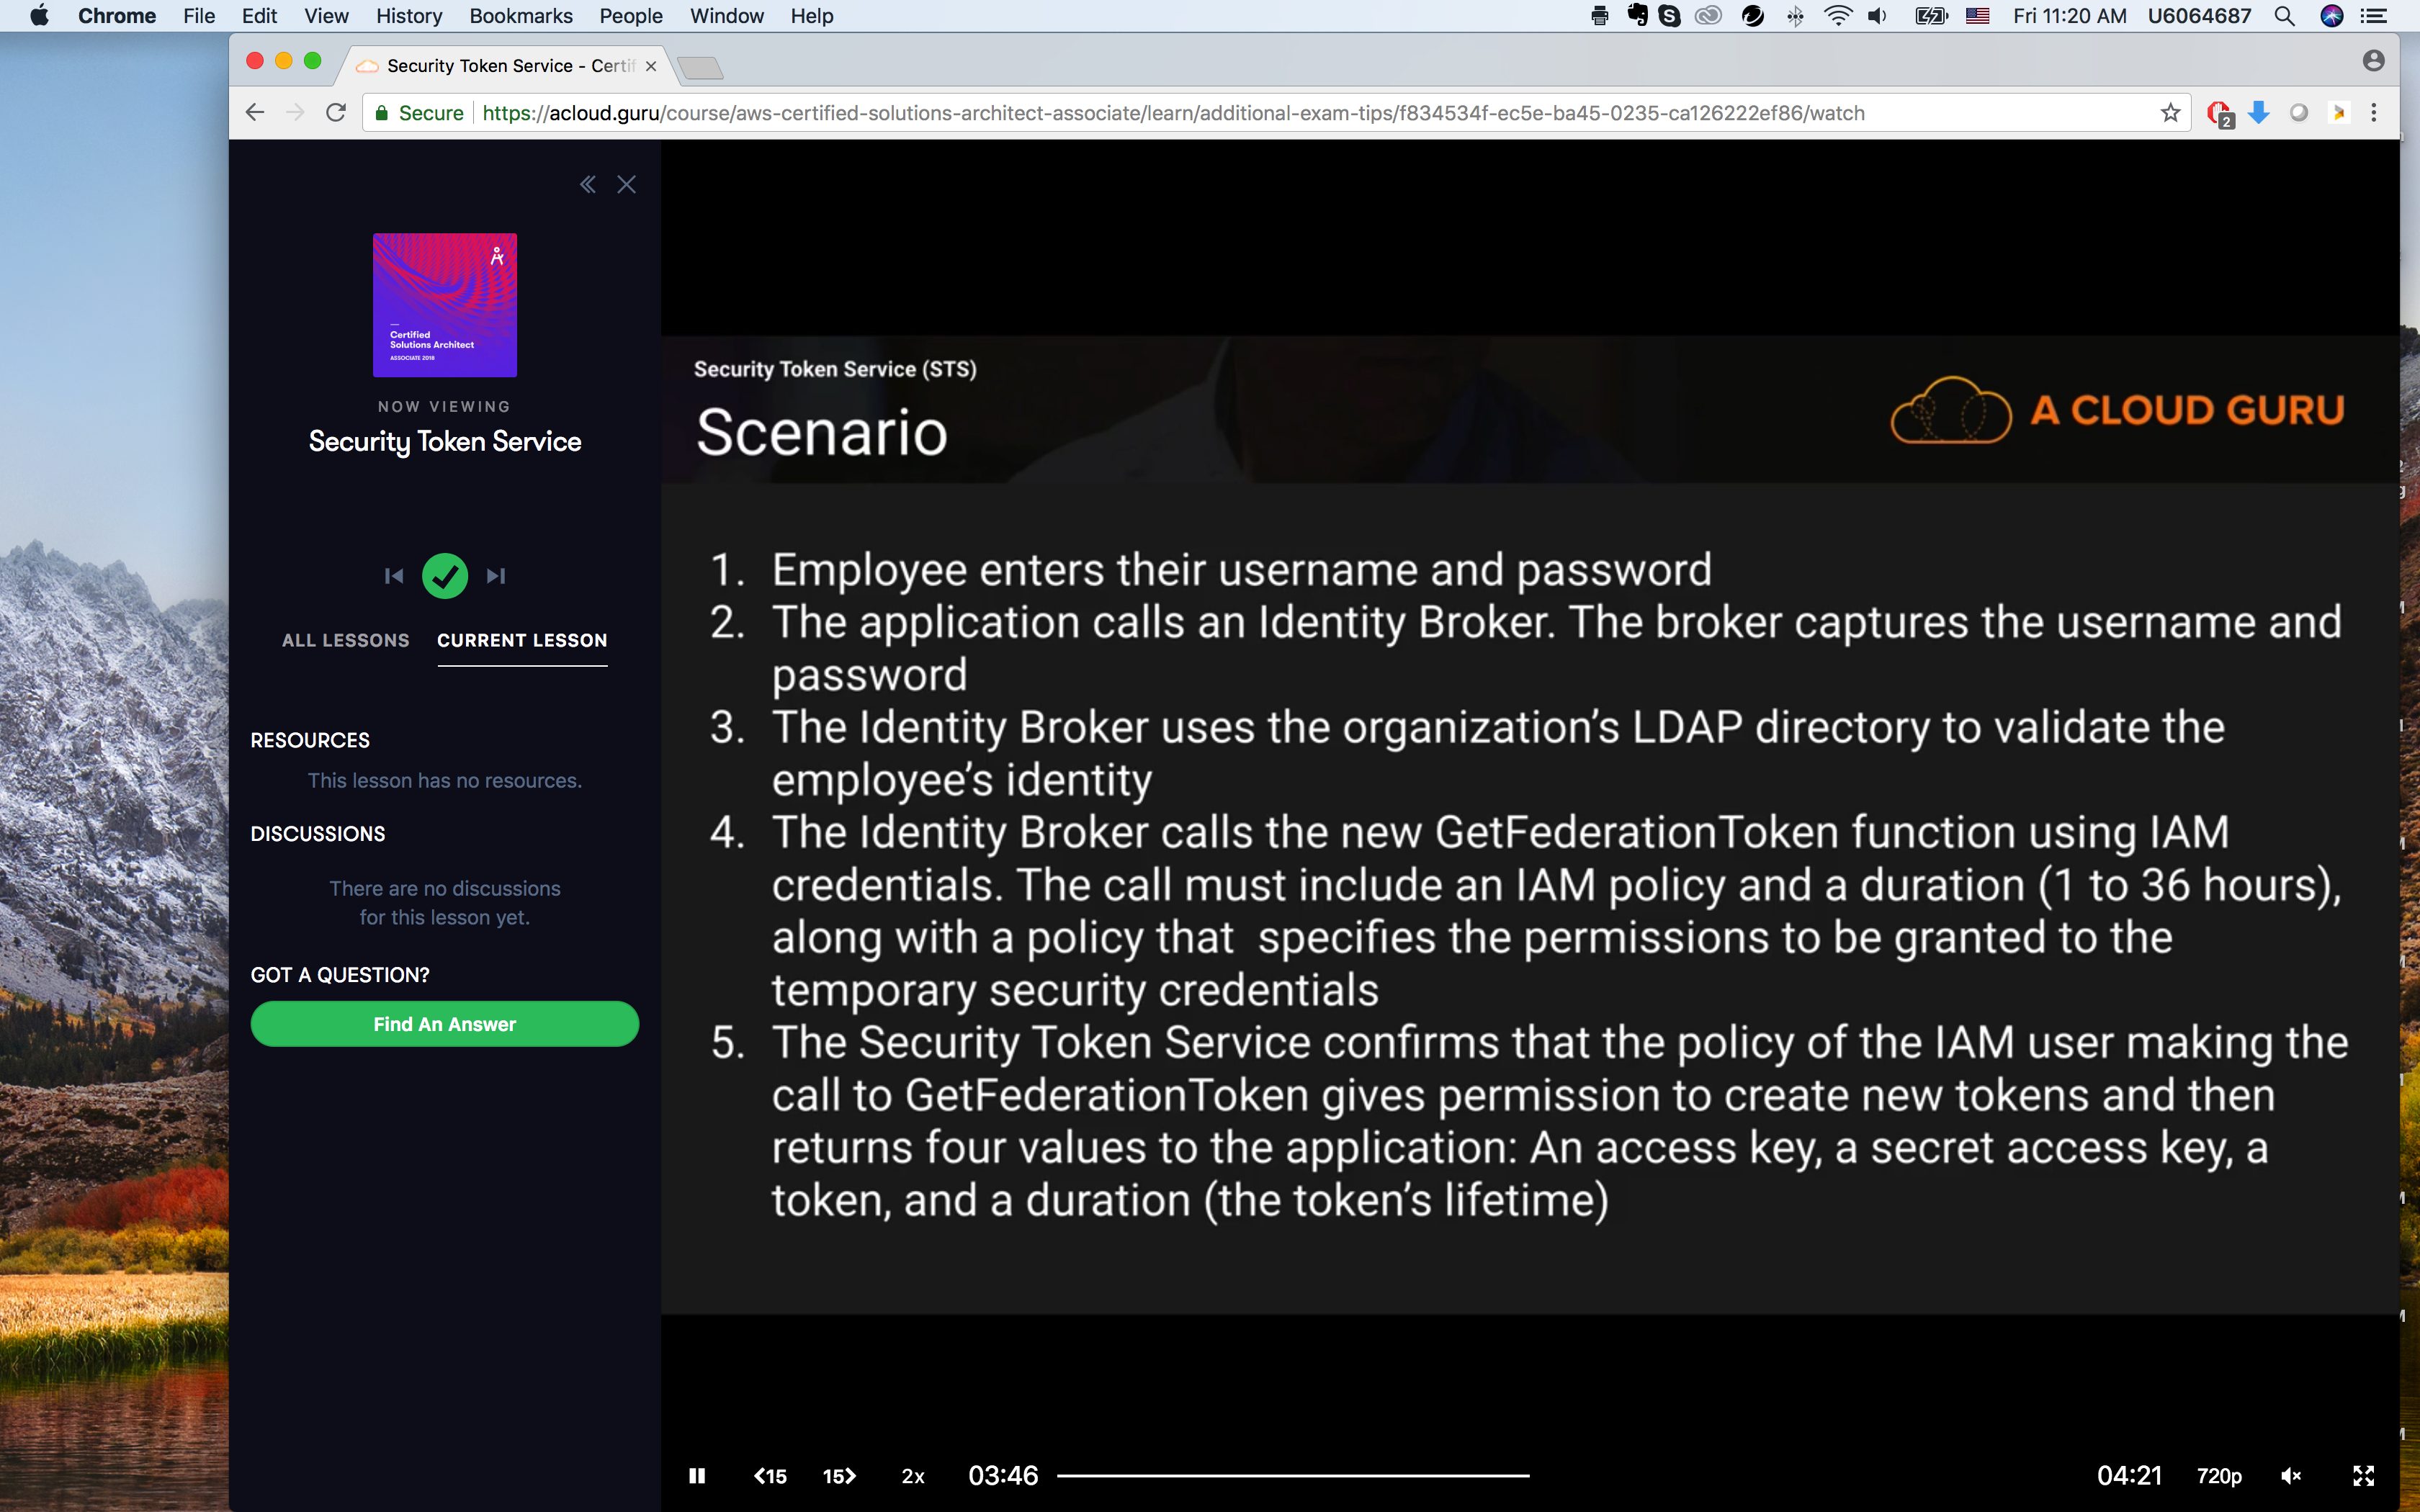 Chrome File Edit View History Bookmarks People Window Help
Fri 11:20 AM U6064687
Security Token Service - Certif
Secure https://acloud.guru/course/aws-certified-solutions-architect-associate/learn/additional-exam-tips/f834534f-ec5e-ba45-0235-ca126222ef86/watch
2
Certified
Solutions Architect
ASSOCIATE 2018
NOW VIEWING
Security Token Service
ALL LESSONS CURRENT LESSON
RESOURCES
This lesson has no resources.
DISCUSSIONS
There are no discussions
for this lesson yet.
GOT A QUESTION?
Find An Answer
Security Token Service (STS)
Scenario
A CLOUD GURU
1. Employee enters their username and password
2. The application calls an Identity Broker. The broker captures the username and
password
3. The Identity Broker uses the organization’s LDAP directory to validate the
employee’s identity
4. The Identity Broker calls the new GetFederationToken function using IAM
credentials. The call must include an IAM policy and a duration (1 to 36 hours),
along with a policy that specifies the permissions to be granted to the
temporary security credentials
5. The Security Token Service confirms that the policy of the IAM user making the
call to GetFederationToken gives permission to create new tokens and then
returns four values to the application: An access key, a secret access key, a
token, and a duration (the token’s lifetime)
15 15 2x 03:46 04:21 720p